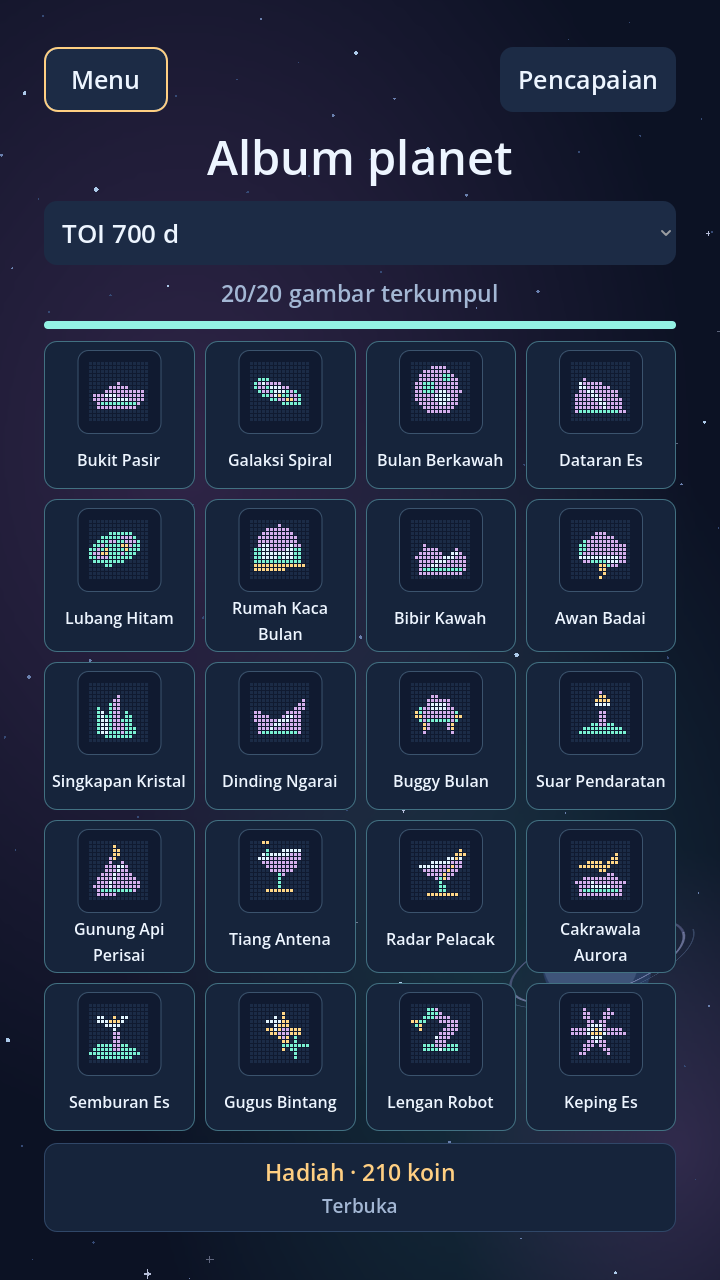 Menu
Pencapaian
Album planet
TOI 700 d
20/20 gambar terkumpul
Bukit Pasir
Galaksi Spiral
Bulan Berkawah
Dataran Es
Lubang Hitam
Rumah Kaca
Bulan
Bibir Kawah
Awan Badai
Singkapan Kristal
Dinding Ngarai
Buggy Bulan
Suar Pendaratan
Gunung Api
Perisai
Tiang Antena
Radar Pelacak
Cakrawala
Aurora
Semburan Es
Gugus Bintang
Lengan Robot
Keping Es
Hadiah · 210 koin
Terbuka